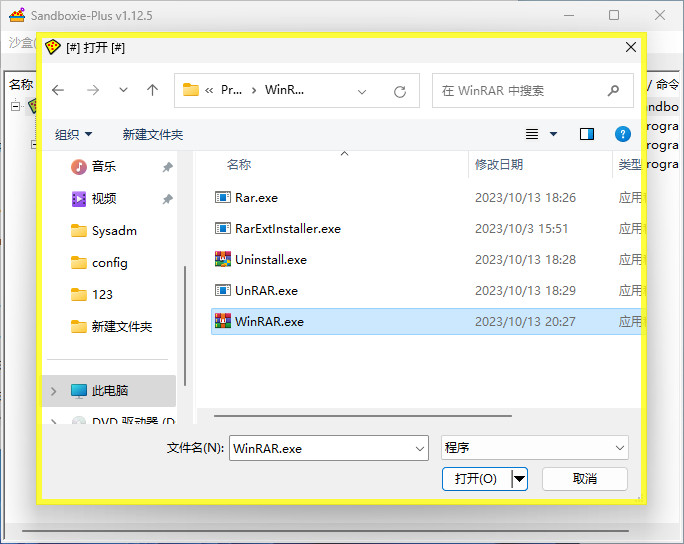 Sandboxie-Plus v1.12.5
沙盒(
[#] 打开 [#]
« Pr... › WinR...
在 WinRAR 中搜索
名称
/ 命令
组织
新建文件夹
ndbo
rogra
rogra
rogra
名称
修改日期
类型
音乐
视频
Sysadm
config
123
新建文件夹
此电脑
DVD 驱动器 (D
Rar.exe 2023/10/13 18:26 应用
RarExtInstaller.exe 2023/10/3 15:51 应用
Uninstall.exe 2023/10/13 18:28 应用
UnRAR.exe 2023/10/13 18:29 应用
WinRAR.exe 2023/10/13 20:27 应用
文件名(N):
WinRAR.exe
程序
打开(O)
取消